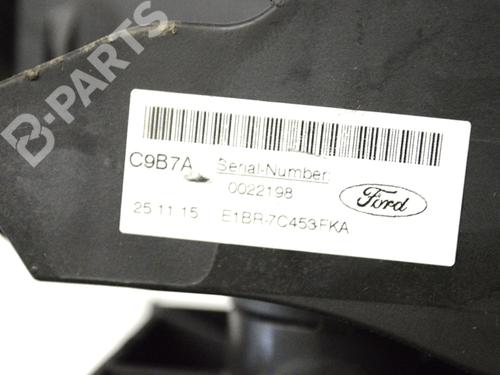 B-PARTS
C9B7A Serial-Number:
0022198
25 11 15 E1BR-7C453-FKA
Ford